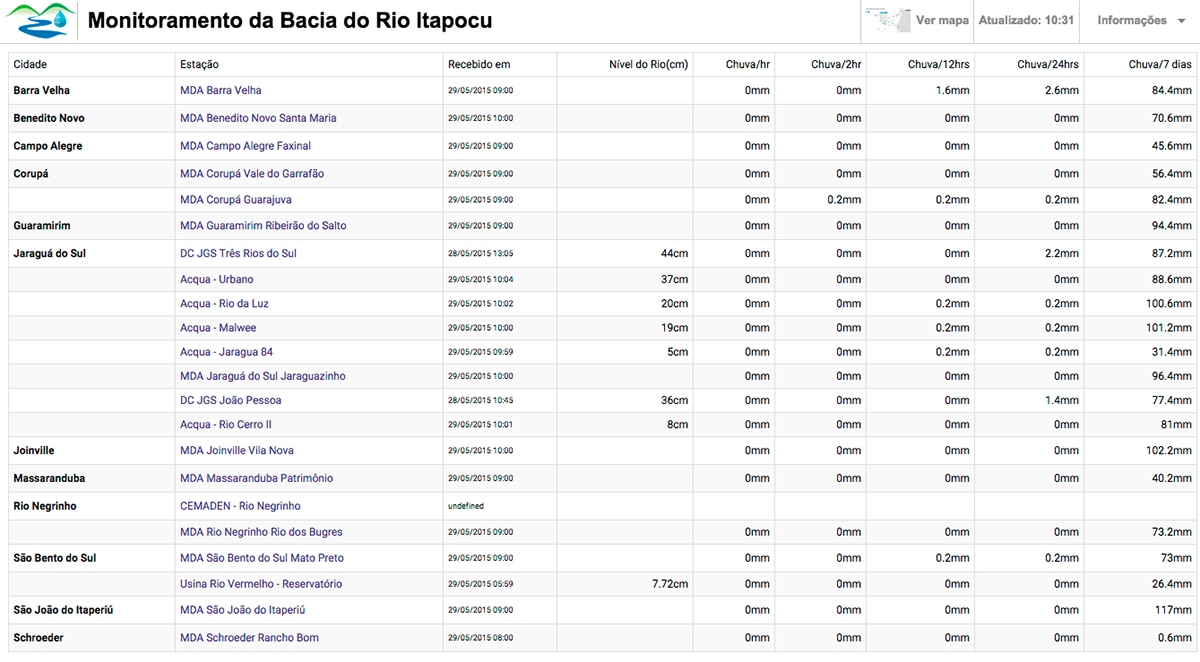 Monitoramento da Bacia do Rio Itapocu Ver mapa Atualizado: 10:31 Informações
Cidade Estação Recebido em Nível do Rio(cm) Chuva/hr Chuva/2hr Chuva/12hrs Chuva/24hrs Chuva/7 dias
Barra Velha MDA Barra Velha 29/05/2015 09:00 0mm 0mm 1.6mm 2.6mm 84.4mm
Benedito Novo MDA Benedito Novo Santa Maria 29/05/2015 10:00 0mm 0mm 0mm 0mm 70.6mm
Campo Alegre MDA Campo Alegre Faxinal 29/05/2015 09:00 0mm 0mm 0mm 0mm 45.6mm
Corupá MDA Corupá Vale do Garrafão 29/05/2015 09:00 0mm 0mm 0mm 0mm 56.4mm
MDA Corupá Guarajuva 29/05/2015 09:00 0mm 0.2mm 0.2mm 0.2mm 82.4mm
Guaramirim MDA Guaramirim Ribeirão do Salto 29/05/2015 09:00 0mm 0mm 0mm 0mm 94.4mm
Jaraguá do Sul DC JGS Três Rios do Sul 28/05/2015 13:05 44cm 0mm 0mm 0mm 2.2mm 87.2mm
Acqua - Urbano 29/05/2015 10:04 37cm 0mm 0mm 0mm 0mm 88.6mm
Acqua - Rio da Luz 29/05/2015 10:02 20cm 0mm 0mm 0.2mm 0.2mm 100.6mm
Acqua - Malwee 29/05/2015 10:00 19cm 0mm 0mm 0.2mm 0.2mm 101.2mm
Acqua - Jaragua 84 29/05/2015 09:59 5cm 0mm 0mm 0.2mm 0.2mm 31.4mm
MDA Jaraguá do Sul Jaraguazinho 29/05/2015 10:00 0mm 0mm 0mm 0mm 96.4mm
DC JGS João Pessoa 28/05/2015 10:45 36cm 0mm 0mm 0mm 1.4mm 77.4mm
Acqua - Rio Cerro II 29/05/2015 10:01 8cm 0mm 0mm 0mm 0mm 81mm
Joinville MDA Joinville Vila Nova 29/05/2015 10:00 0mm 0mm 0mm 0mm 102.2mm
Massaranduba MDA Massaranduba Patrimônio 29/05/2015 09:00 0mm 0mm 0mm 0mm 40.2mm
Rio Negrinho CEMADEN - Rio Negrinho undefined
MDA Rio Negrinho Rio dos Bugres 29/05/2015 09:00 0mm 0mm 0mm 0mm 73.2mm
São Bento do Sul MDA São Bento do Sul Mato Preto 29/05/2015 09:00 0mm 0mm 0.2mm 0.2mm 73mm
Usina Rio Vermelho - Reservatório 29/05/2015 05:59 7.72cm 0mm 0mm 0mm 0mm 26.4mm
São João do Itaperiú MDA São João do Itaperiú 29/05/2015 09:00 0mm 0mm 0mm 0mm 117mm
Schroeder MDA Schroeder Rancho Bom 29/05/2015 08:00 0mm 0mm 0mm 0mm 0.6mm